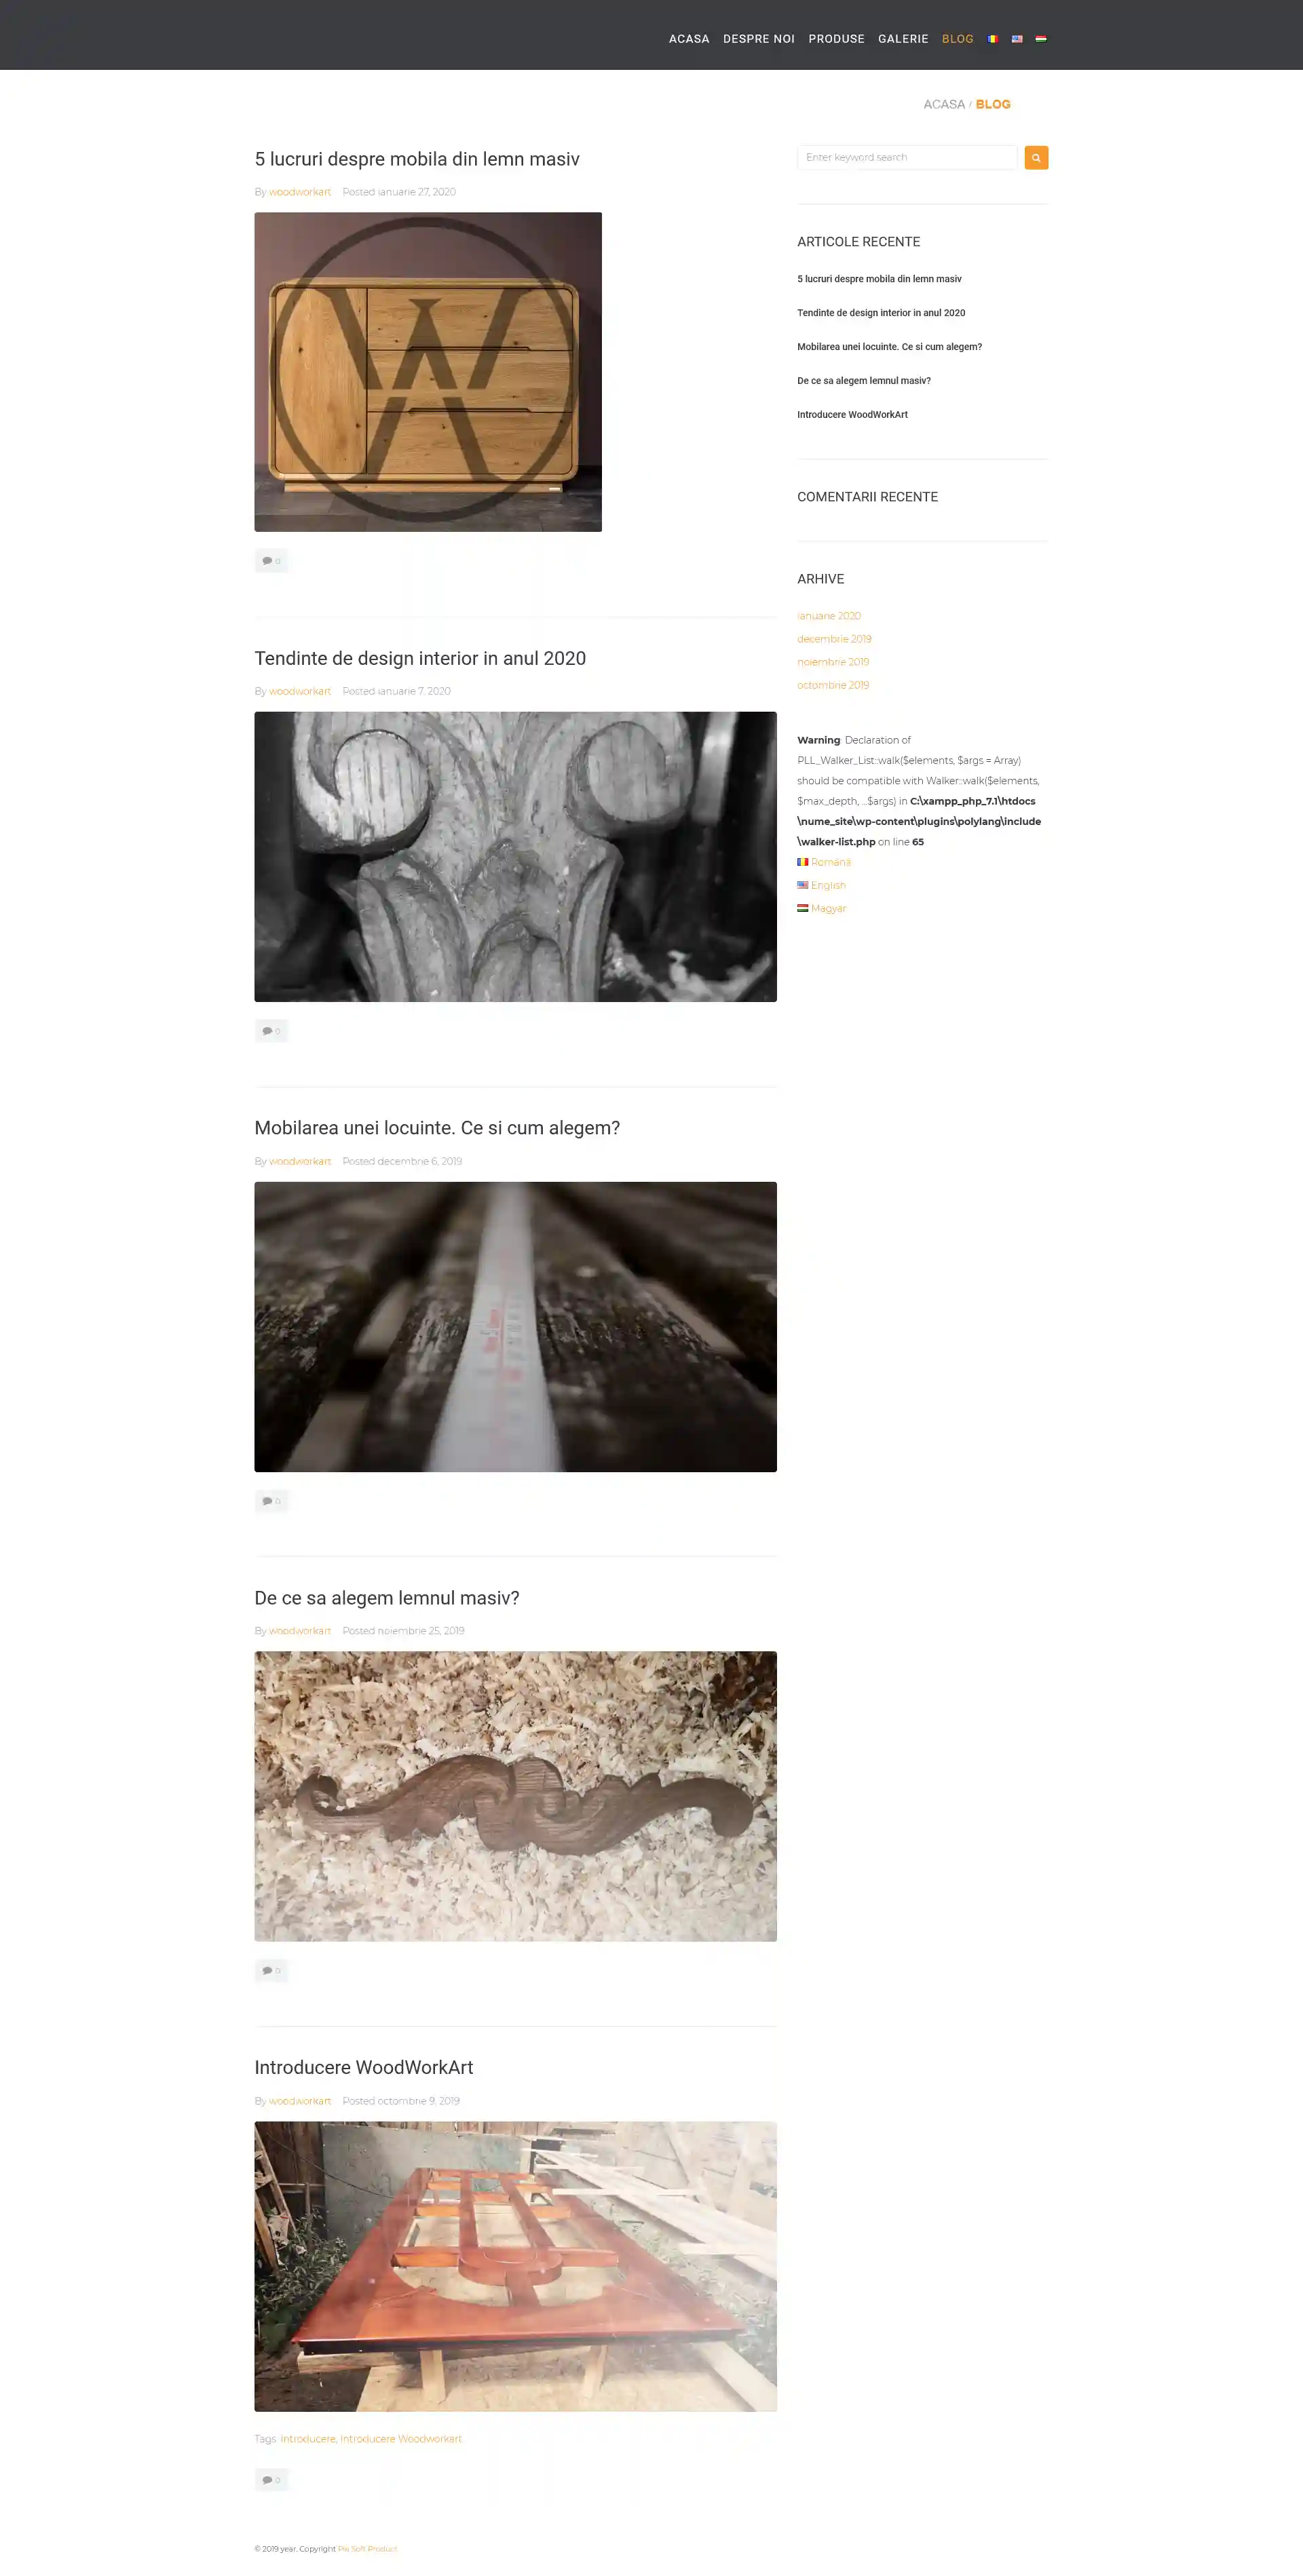 ACASA DESPRE NOI PRODUSE GALERIE BLOG
ACASA / BLOG
5 lucruri despre mobila din lemn masiv
By woodworkart Posted ianuarie 27, 2020
0
Tendinte de design interior in anul 2020
By woodworkart Posted ianuarie 7, 2020
0
Mobilarea unei locuinte. Ce si cum alegem?
By woodworkart Posted decembrie 6, 2019
0
De ce sa alegem lemnul masiv?
By woodworkart Posted noiembrie 25, 2019
0
Introducere WoodWorkArt
By woodworkart Posted octombrie 9, 2019
Tags: Introducere, Introducere Woodworkart
0
Enter keyword search
ARTICOLE RECENTE
5 lucruri despre mobila din lemn masiv
Tendinte de design interior in anul 2020
Mobilarea unei locuinte. Ce si cum alegem?
De ce sa alegem lemnul masiv?
Introducere WoodWorkArt
COMENTARII RECENTE
ARHIVE
ianuarie 2020
decembrie 2019
noiembrie 2019
octombrie 2019
Warning: Declaration of
PLL_Walker_List::walk($elements, $args = Array)
should be compatible with Walker::walk($elements,
$max_depth, ...$args) in C:\xampp_php_7.1\htdocs
\nume_site\wp-content\plugins\polylang\include
\walker-list.php on line 65
Română
English
Magyar
© 2019 year. Copyright Pia Soft Product